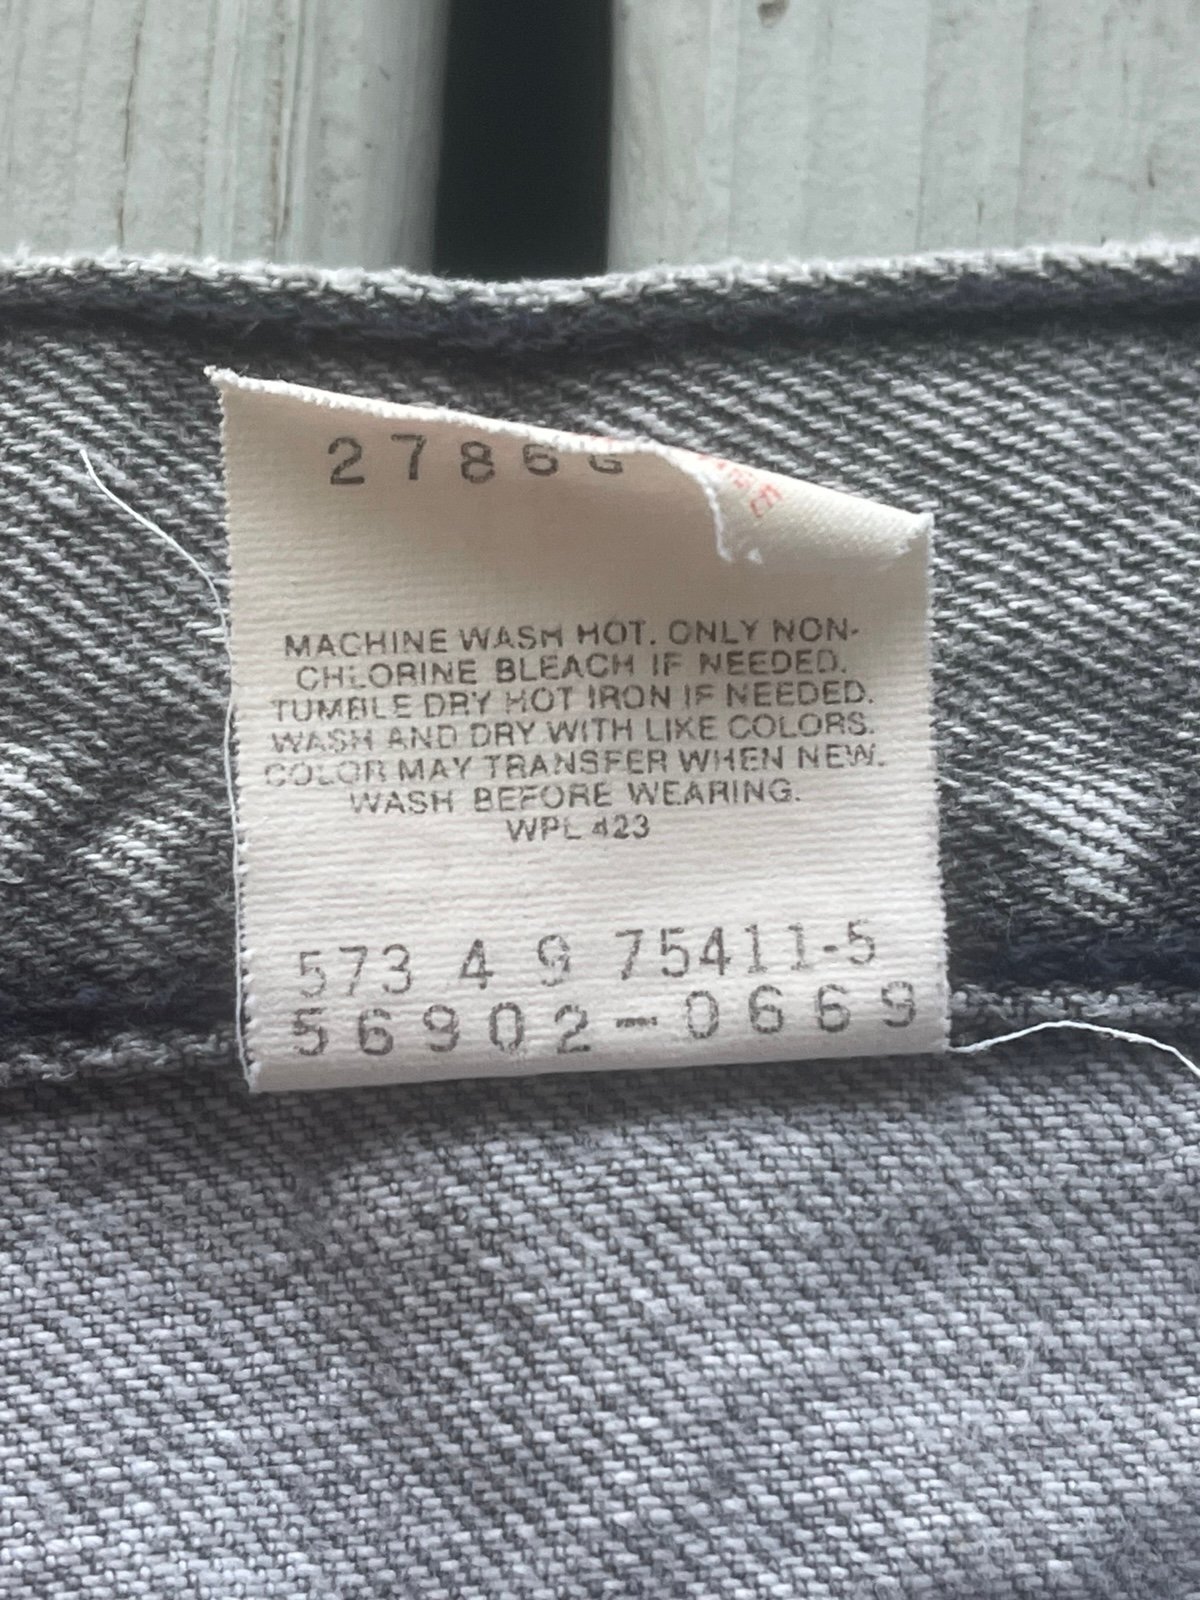 2786
MACHINE WASH HOT. ONLY NON-
CHLORINE BLEACH IF NEEDED.
TUMBLE DRY HOT IRON IF NEEDED.
WASH AND DRY WITH LIKE COLORS.
COLOR MAY TRANSFER WHEN NEW.
WASH BEFORE WEARING.
WPL 423
573 4 9 75411-5
56902-0669